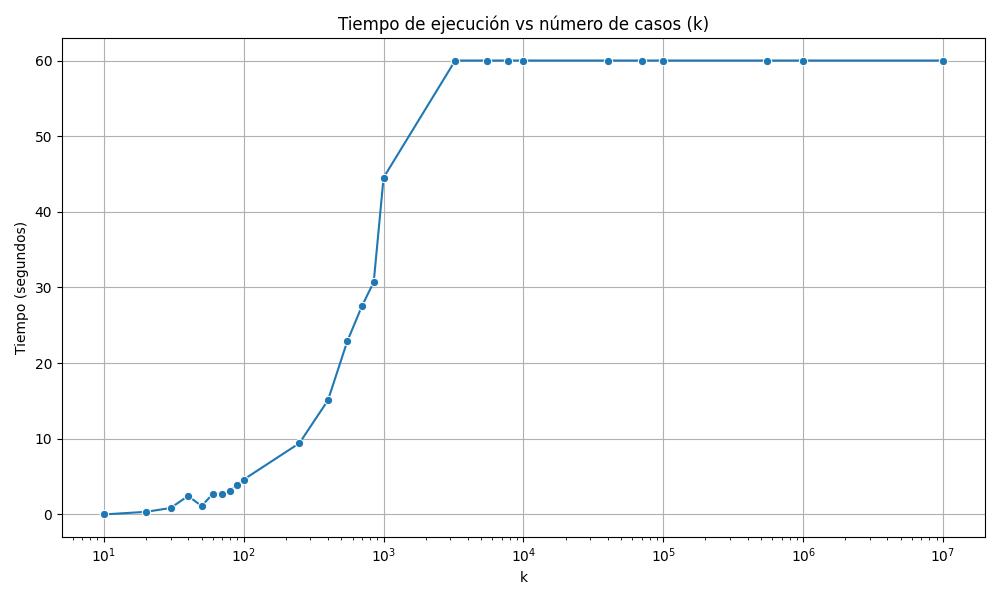 Tiempo de ejecución vs número de casos (k)
Tiempo (segundos)
60
50
40
30
20
10
0
10¹ 10² 10³ 10⁴ 10⁵ 10⁶ 10⁷
k